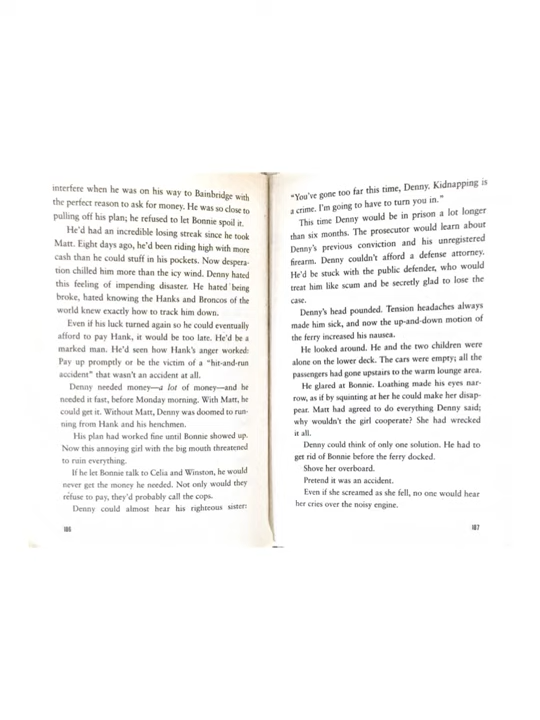 interfere when he was on his way to Bainbridge with
the perfect reason to ask for money. He was so close to
pulling off his plan; he refused to let Bonnie spoil it.
He'd had an incredible losing streak since he took
Matt. Eight days ago, he'd been riding high with more
cash than he could stuff in his pockets. Now despera-
tion chilled him more than the icy wind. Denny hated
this feeling of impending disaster. He hated being
broke, hated knowing the Hanks and Broncos of the
world knew exactly how to track him down.
Even if his luck turned again so he could eventually
afford to pay Hank, it would be too late. He'd be a
marked man. He'd seen how Hank's anger worked:
Pay up promptly or be the victim of a "hit-and-run
accident" that wasn't an accident at all.
Denny needed money—a lot of money—and he
needed it fast, before Monday morning. With Matt, he
could get it. Without Matt, Denny was doomed to run-
ning from Hank and his henchmen.
His plan had worked fine until Bonnie showed up.
Now this annoying girl with the big mouth threatened
to ruin everything.
If he let Bonnie talk to Celia and Winston, he would
never get the money he needed. Not only would they
refuse to pay, they'd probably call the cops.
Denny could almost hear his righteous sister:
186
"You've gone too far this time, Denny. Kidnapping is
a crime. I'm going to have to turn you in."
This time Denny would be in prison a lot longer
than six months. The prosecutor would learn about
Denny's previous conviction and his unregistered
firearm. Denny couldn't afford a defense attorney.
He'd be stuck with the public defender, who would
treat him like scum and be secretly glad to lose the
case.
Denny's head pounded. Tension headaches always
made him sick, and now the up-and-down motion of
the ferry increased his nausea.
He looked around. He and the two children were
alone on the lower deck. The cars were empty; all the
passengers had gone upstairs to the warm lounge area.
He glared at Bonnie. Loathing made his eyes nar-
row, as if by squinting at her he could make her disap-
pear. Matt had agreed to do everything Denny said;
why wouldn't the girl cooperate? She had wrecked
it all.
Denny could think of only one solution. He had to
get rid of Bonnie before the ferry docked.
Shove her overboard.
Pretend it was an accident.
Even if she screamed as she fell, no one would hear
her cries over the noisy engine.
187